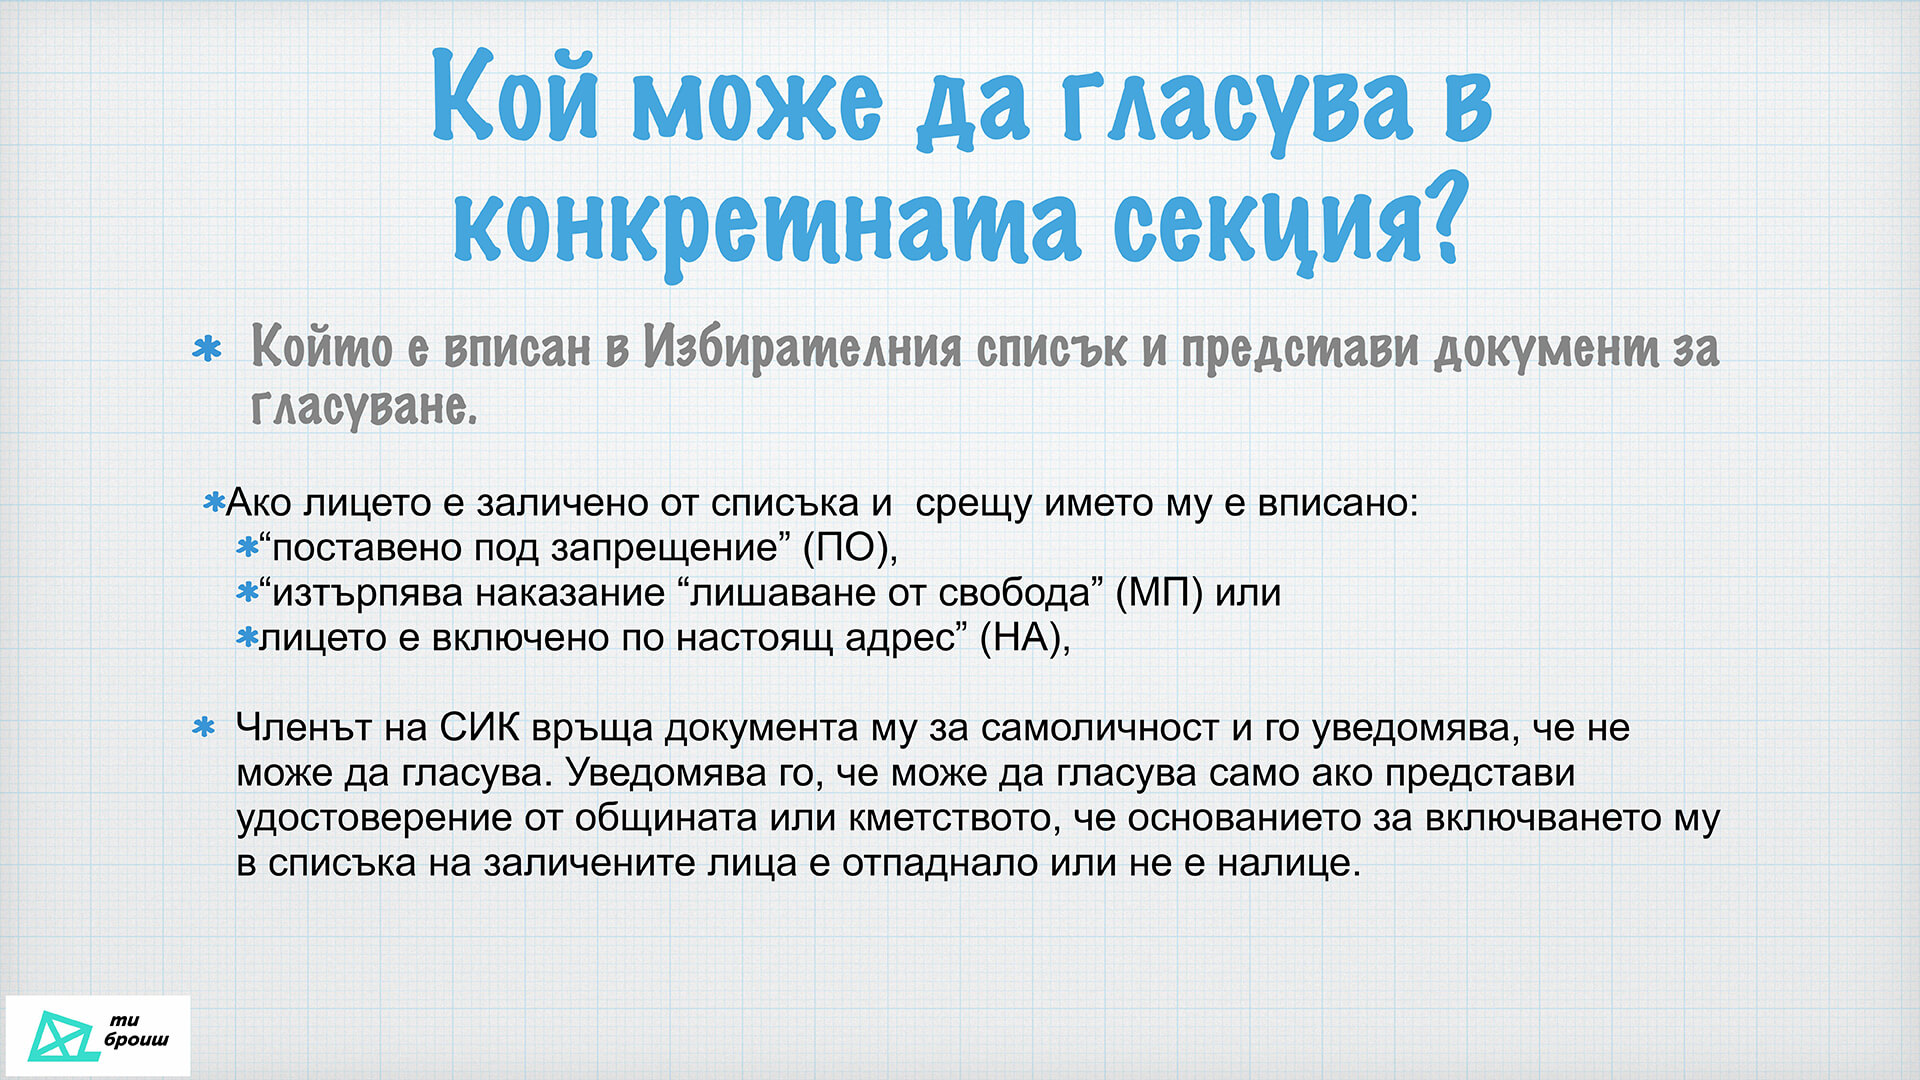 Кой може да гласува в
конкретната секция?
* Който е вписан в Избирателния списък и представи документ за
гласуване.
*Ако лицето е заличено от списъка и  срещу името му е вписано:
*“поставено под запрещение” (ПО),
*“изтърпява наказание “лишаване от свобода” (МП) или
*лицето е включено по настоящ адрес” (НА),
* Членът на СИК връща документа му за самоличност и го уведомява, че не
може да гласува. Уведомява го, че може да гласува само ако представи
удостоверение от общината или кметството, че основанието за включването му
в списъка на заличените лица е отпаднало или не е налице.
ти
броиш